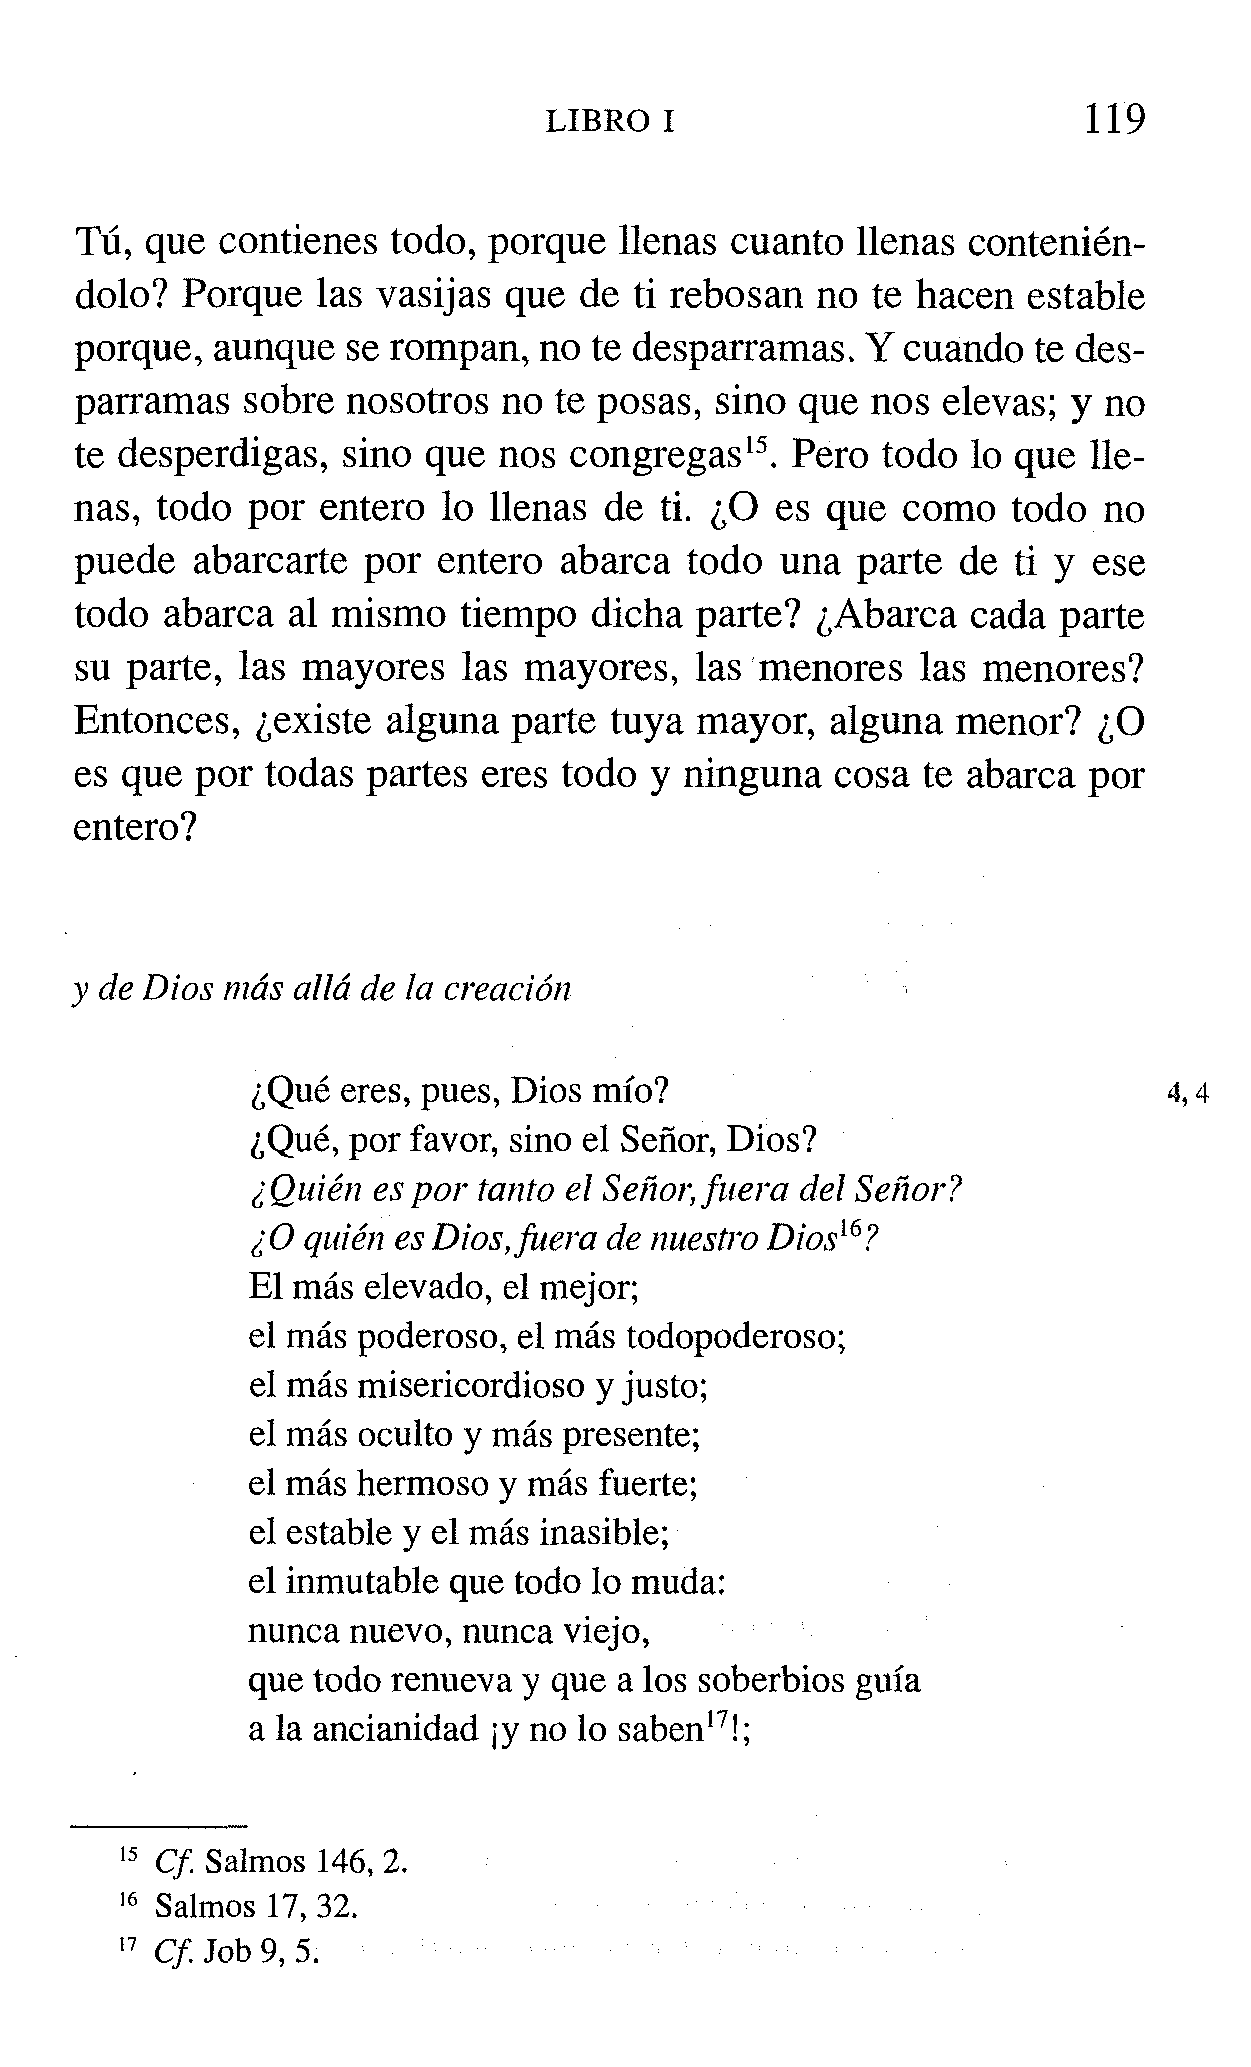 LIBRO I 119
Tú, que contienes todo, porque llenas cuanto llenas contenién-
dolo? Porque las vasijas que de ti rebosan no te hacen estable
porque, aunque se rompan, no te desparramas. Y cuando te des-
parramas sobre nosotros no te posas, sino que nos elevas; y no
te desperdigas, sino que nos congregas¹⁵. Pero todo lo que lle-
nas, todo por entero lo llenas de ti. ¿O es que como todo no
puede abarcarte por entero abarca todo una parte de ti y ese
todo abarca al mismo tiempo dicha parte? ¿Abarca cada parte
su parte, las mayores las mayores, las menores las menores?
Entonces, ¿existe alguna parte tuya mayor, alguna menor? ¿O
es que por todas partes eres todo y ninguna cosa te abarca por
entero?
y de Dios más allá de la creación
¿Qué eres, pues, Dios mío? 4, 4
¿Qué, por favor, sino el Señor, Dios?
¿Quién es por tanto el Señor, fuera del Señor?
¿O quién es Dios, fuera de nuestro Dios¹⁶?
El más elevado, el mejor;
el más poderoso, el más todopoderoso;
el más misericordioso y justo;
el más oculto y más presente;
el más hermoso y más fuerte;
el estable y el más inasible;
el inmutable que todo lo muda:
nunca nuevo, nunca viejo,
que todo renueva y que a los soberbios guía
a la ancianidad ¡y no lo saben¹⁷!;
¹⁵ Cf. Salmos 146, 2.
¹⁶ Salmos 17, 32.
¹⁷ Cf. Job 9, 5.